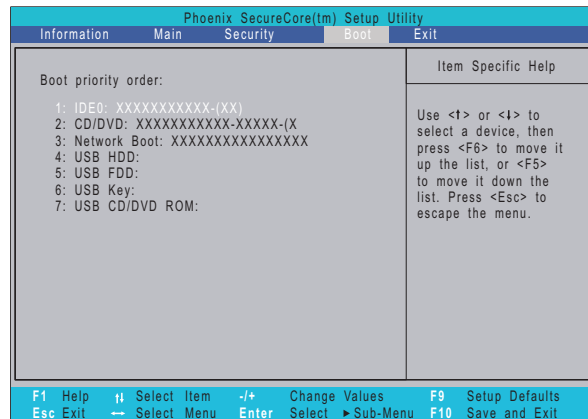 Phoenix SecureCore(tm) Setup Utility
Information Main Security Boot Exit
Boot priority order:
1: IDE0: XXXXXXXXXXX-(XX)
2: CD/DVD: XXXXXXXXXXX-XXXXX-(X
3: Network Boot: XXXXXXXXXXXXXXXX
4: USB HDD:
5: USB FDD:
6: USB Key:
7: USB CD/DVD ROM:
Item Specific Help
Use <↑> or <↓> to
select a device, then
press <F6> to move it
up the list, or <F5>
to move it down the
list. Press <Esc> to
escape the menu.
F1 Help ↑↓ Select Item -/+ Change Values F9 Setup Defaults
Esc Exit ↔ Select Menu Enter Select ▶ Sub-Menu F10 Save and Exit